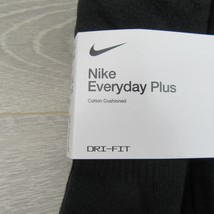 Nike
Everyday Plus
Cotton Cushioned
DRI-FIT